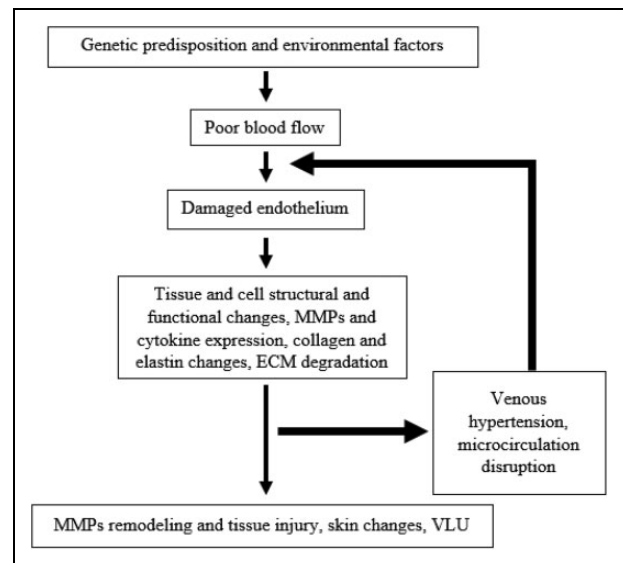 Genetic predisposition and environmental factors
Poor blood flow
Damaged endothelium
Tissue and cell structural and
functional changes, MMPs and
cytokine expression, collagen and
elastin changes, ECM degradation
Venous
hypertension,
microcirculation
disruption
MMPs remodeling and tissue injury, skin changes, VLU